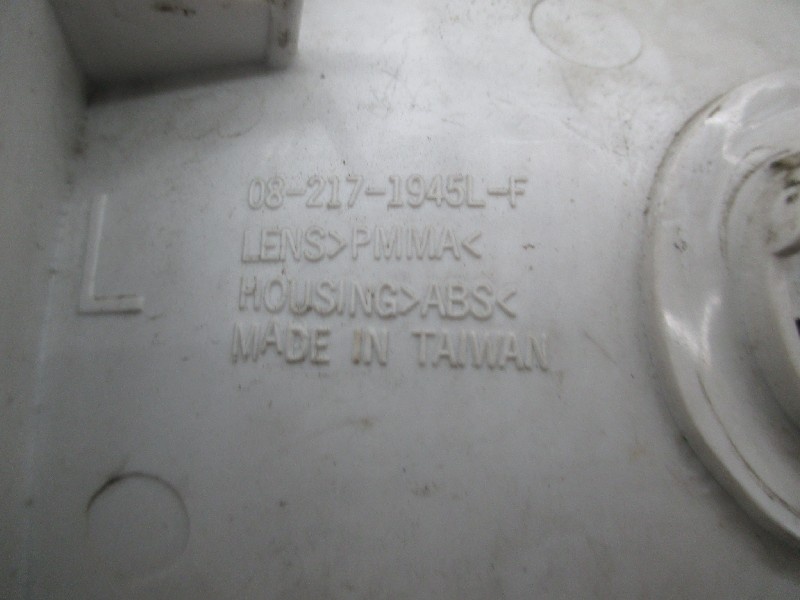 08-217-1945L-F
L
LENS>PMMA<
HOUSING>ABS<
MADE IN TAIWAN